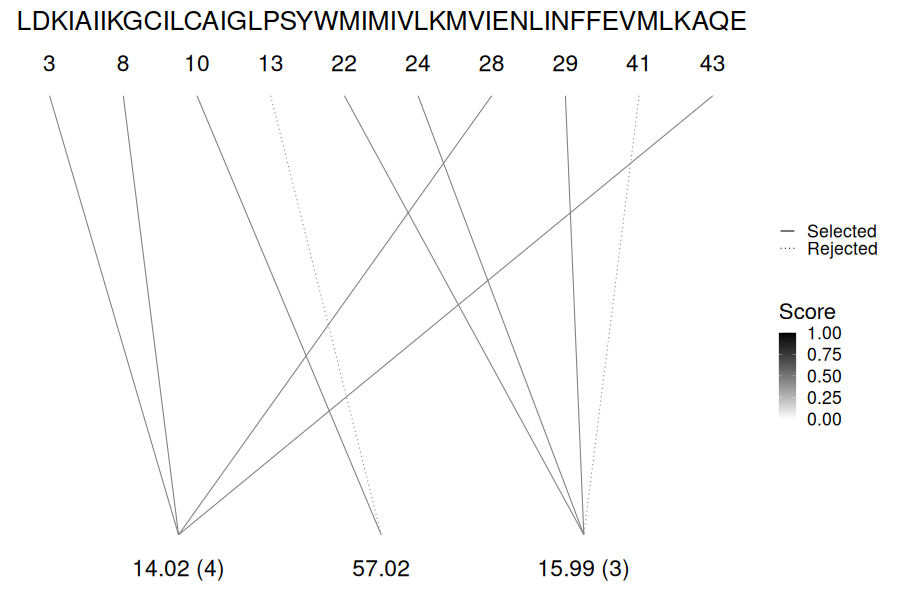 LDKIAIIKGCILCAIGLPSYWMIMIVLKMVIENLINFFEVMLKAQE
3 8 10 13 22 24 28 29 41 43
Selected
Rejected
Score
1.00
0.75
0.50
0.25
0.00
14.02 (4) 57.02 15.99 (3)